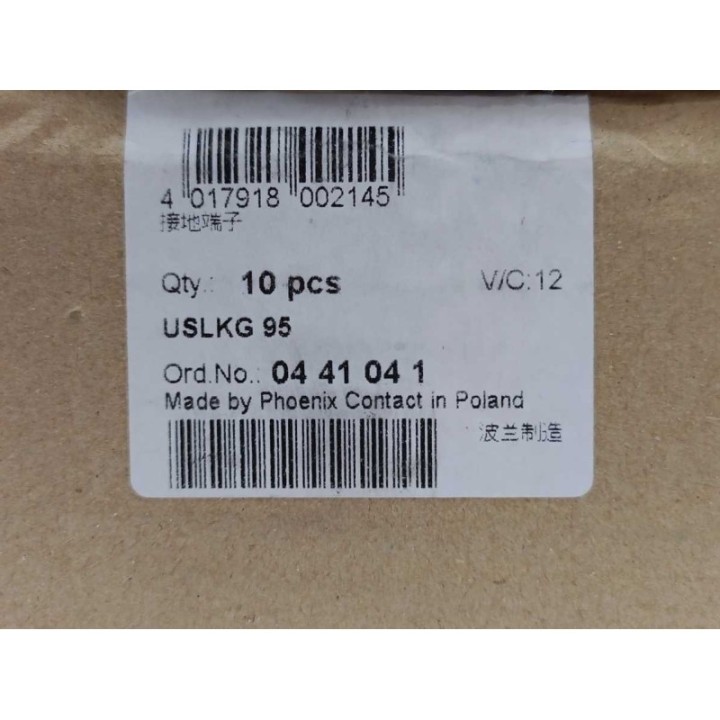 4 017918 002145
接地端子
Qty.: 10 pcs V/C:12
USLKG 95
Ord.No.: 04 41 04 1
Made by Phoenix Contact in Poland
波兰制造